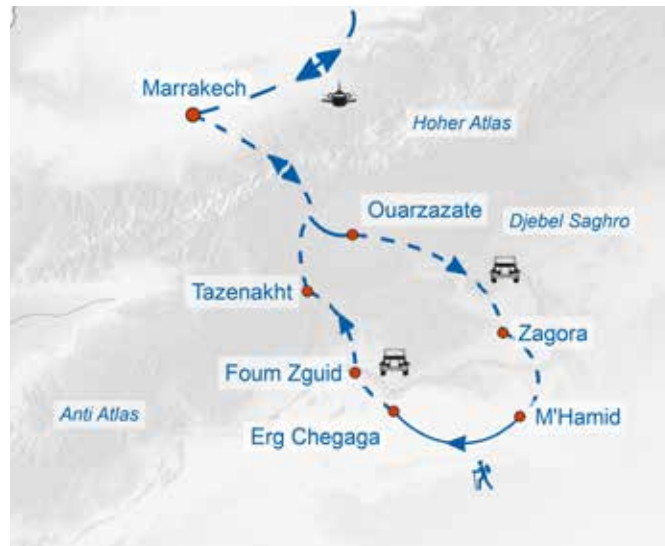 Marrakech
Hoher Atlas
Ouarzazate
Djebel Saghro
Tazenakht
Zagora
Foum Zguid
Anti Atlas
Erg Chegaga
M'Hamid